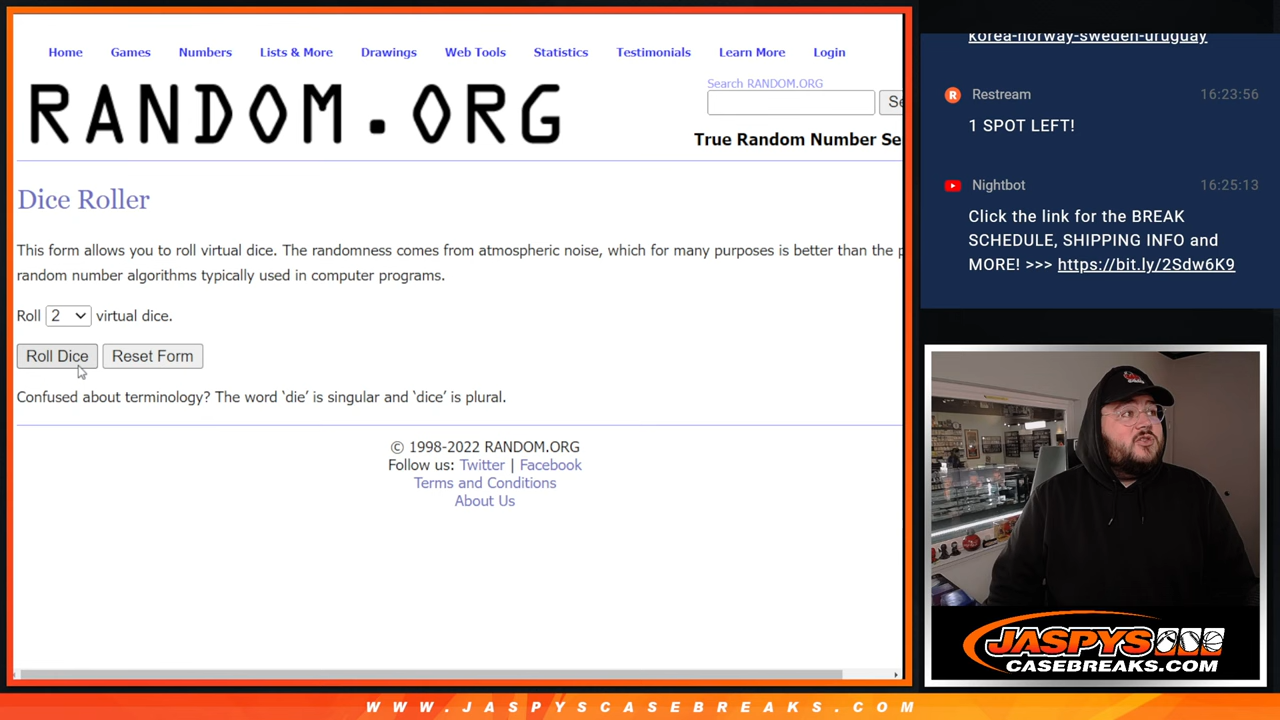 Home Games Numbers Lists & More Drawings Web Tools Statistics Testimonials Learn More Login
RANDOM.ORG
Search RANDOM.ORG
Se
True Random Number Se
Dice Roller
This form allows you to roll virtual dice. The randomness comes from atmospheric noise, which for many purposes is better than the p
random number algorithms typically used in computer programs.
Roll 2 virtual dice.
Roll Dice Reset Form
Confused about terminology? The word ‘die’ is singular and ‘dice’ is plural.
© 1998-2022 RANDOM.ORG
Follow us: Twitter | Facebook
Terms and Conditions
About Us
korea-norway-sweden-uruguay
Restream 16:23:56
1 SPOT LEFT!
Nightbot 16:25:13
Click the link for the BREAK
SCHEDULE, SHIPPING INFO and
MORE! >>> https://bit.ly/2Sdw6K9
JASPYS
CASEBREAKS.COM
WWW.JASPYSCASEBREAKS.COM